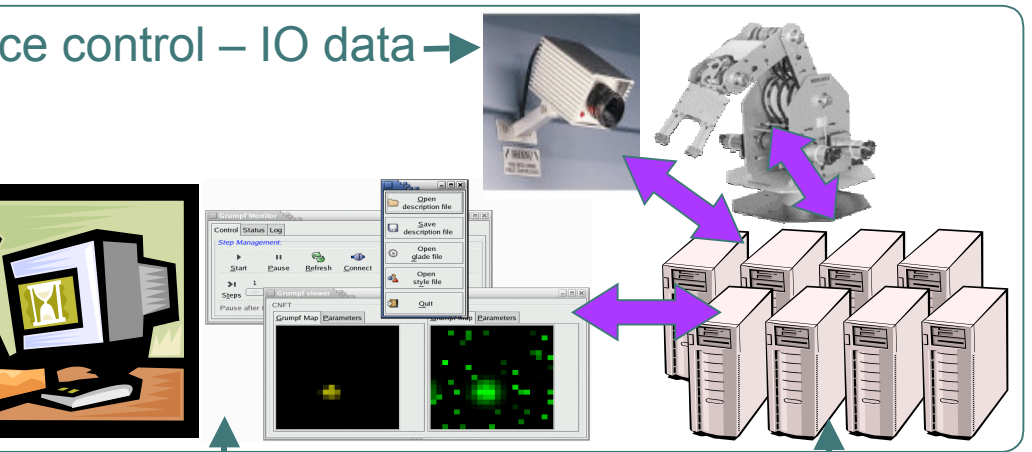 ce control – IO data
Grumpf Monitor
Control Status Log
Step Management:
Start Pause Refresh Connect
1
Steps
Pause after
Open
description file
Save
description file
Open
glade file
Open
style file
Quit
Grumpf viewer
CNFT
Grumpf Map Parameters
Map Parameters